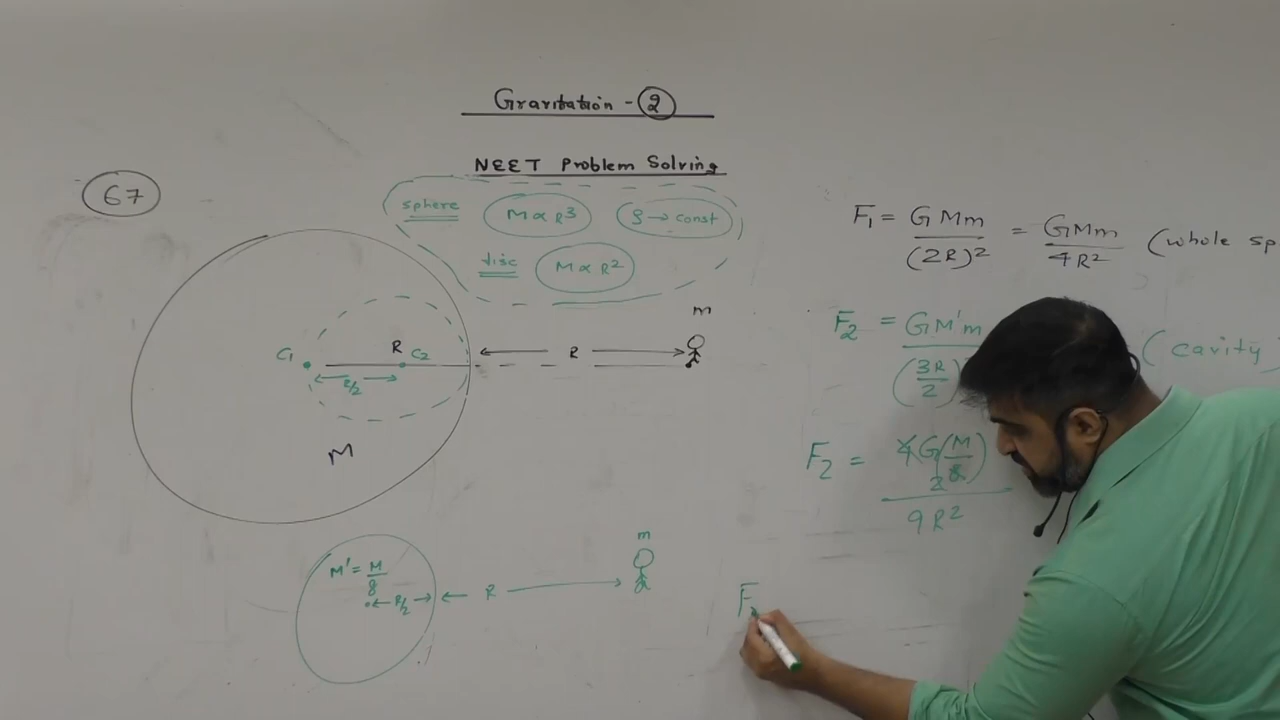 Gravitation - 2
NEET Problem Solving
67
sphere M ∝ R³ ρ → const
disc M ∝ R²
m
R
C₁ R C₂
R/2
M
M' = M/8
R/2
R
m
F₁ = GMm/(2R)² = GMm/4R² (whole sp
F₂ = GM'm/(3R/2) (cavity)
F₂ = 4G(M/8)/9R²
2
F